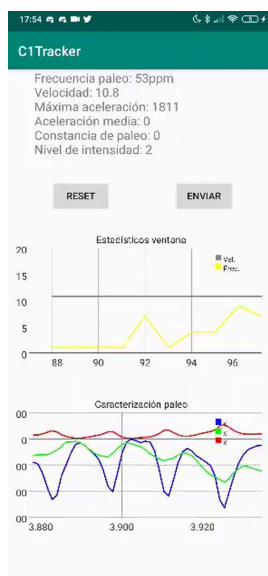 17:54
C1Tracker
Frecuencia paleo: 53ppm
Velocidad: 10.8
Máxima aceleración: 1811
Aceleración media: 0
Constancia de paleo: 0
Nivel de intensidad: 2
RESET ENVIAR
Estadísticos ventana
20
Vel.
Frec.
15
10
5
0
88 90 92 94 96
Caracterización paleo
00
0
00
00
00
3.880 3.900 3.920